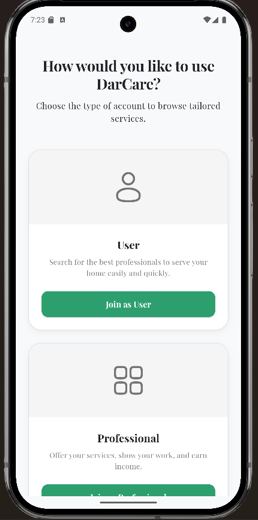 7:23
How would you like to use
DarCare?
Choose the type of account to browse tailored
services.
User
Search for the best professionals to serve your
home easily and quickly.
Join as User
Professional
Offer your services, show your work, and earn
income.